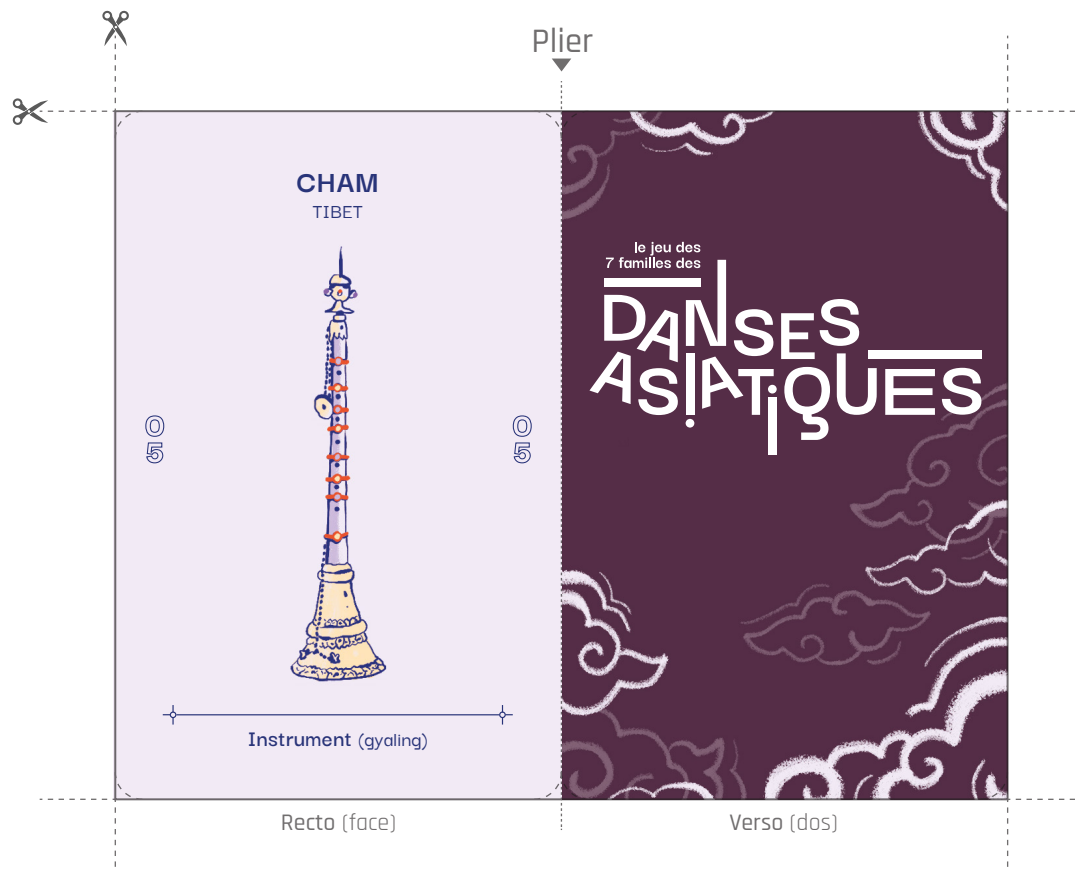 Plier
CHAM
TIBET
05
05
Instrument (gyaling)
Recto (face)
le jeu des
7 familles des
DANSES
ASIATIQUES
Verso (dos)